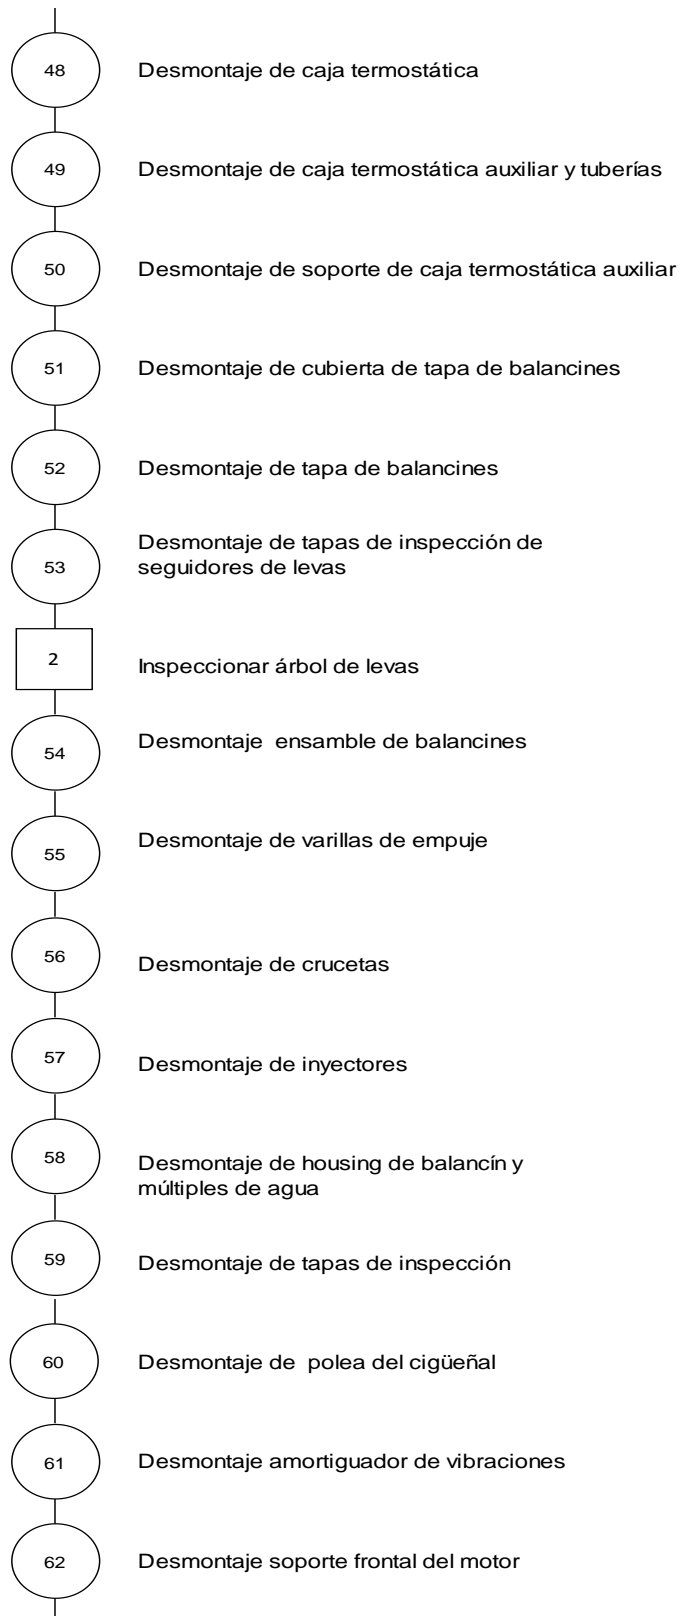 48 Desmontaje de caja termostática
49 Desmontaje de caja termostática auxiliar y tuberías
50 Desmontaje de soporte de caja termostática auxiliar
51 Desmontaje de cubierta de tapa de balancines
52 Desmontaje de tapa de balancines
53 Desmontaje de tapas de inspección de
seguidores de levas
2 Inspeccionar árbol de levas
54 Desmontaje ensamble de balancines
55 Desmontaje de varillas de empuje
56 Desmontaje de crucetas
57 Desmontaje de inyectores
58 Desmontaje de housing de balancín y
múltiples de agua
59 Desmontaje de tapas de inspección
60 Desmontaje de polea del cigüeñal
61 Desmontaje amortiguador de vibraciones
62 Desmontaje soporte frontal del motor